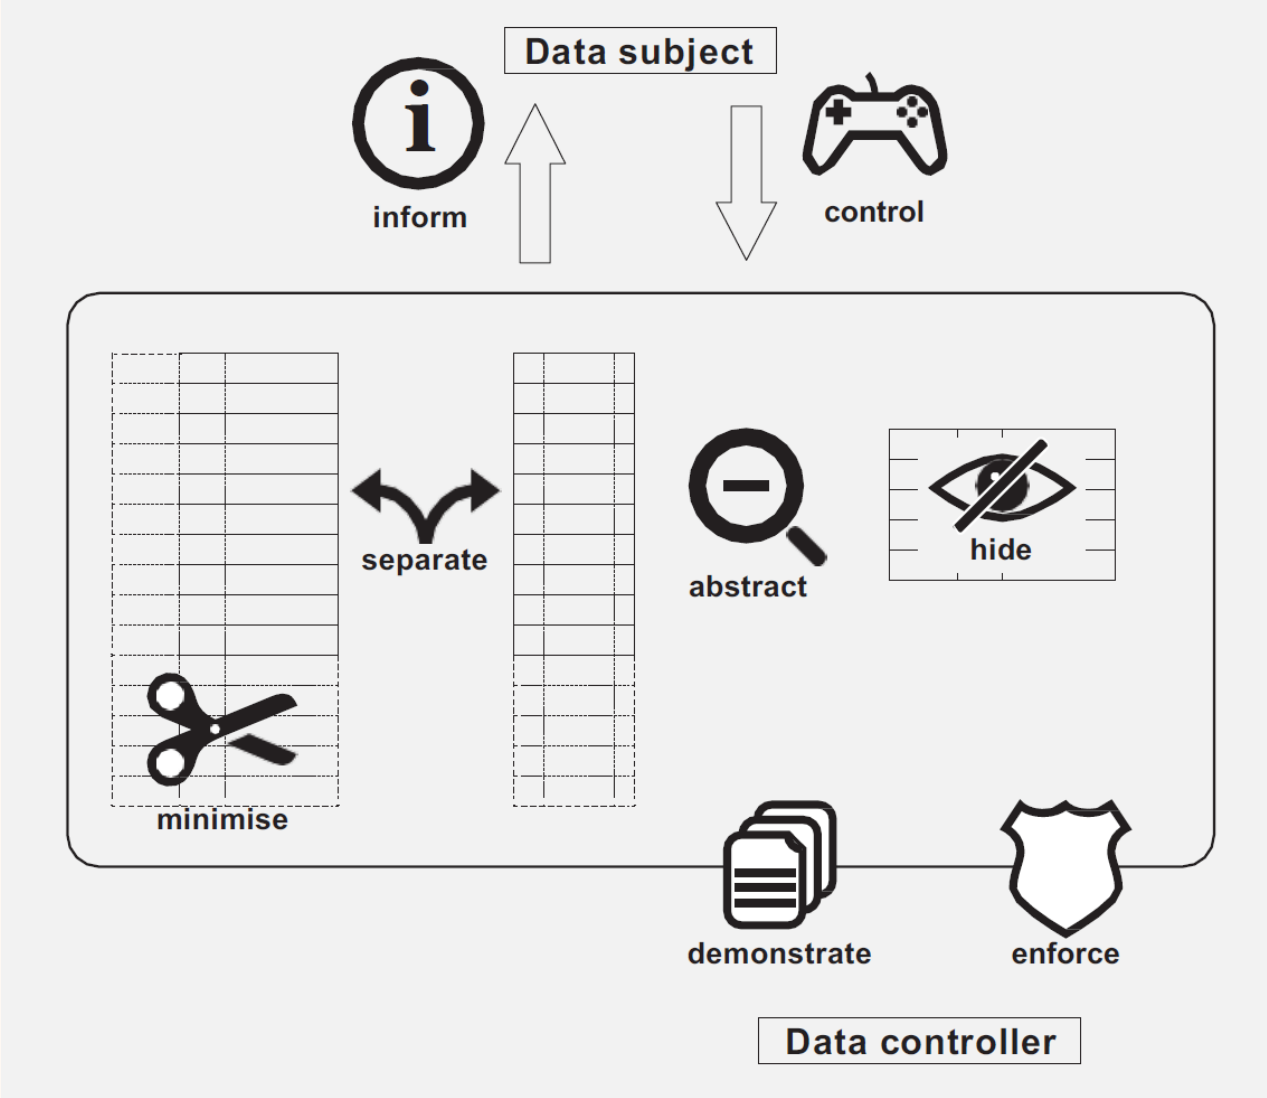 Data subject
inform
control
separate
abstract
hide
minimise
demonstrate
enforce
Data controller